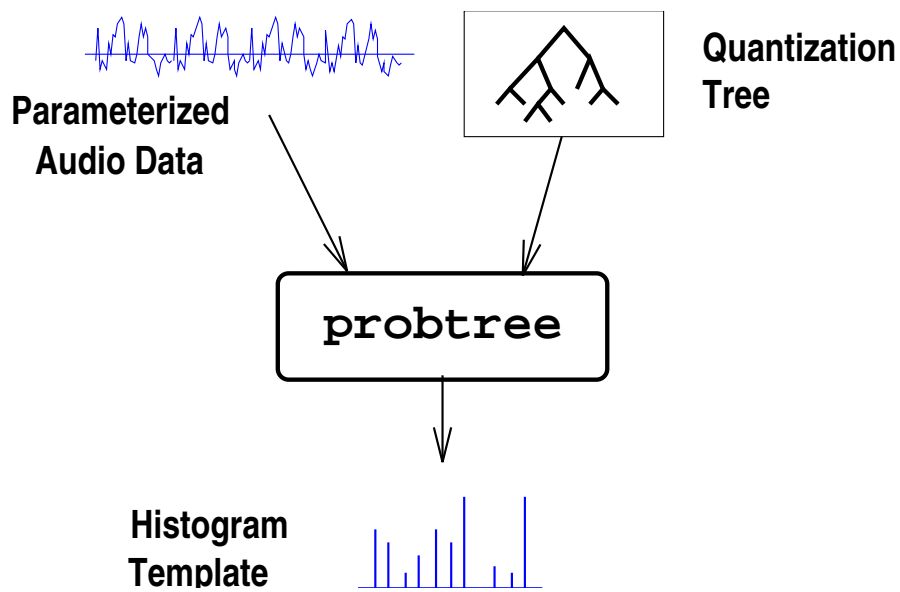 Parameterized
Audio Data
Quantization
Tree
probtree
Histogram
Template